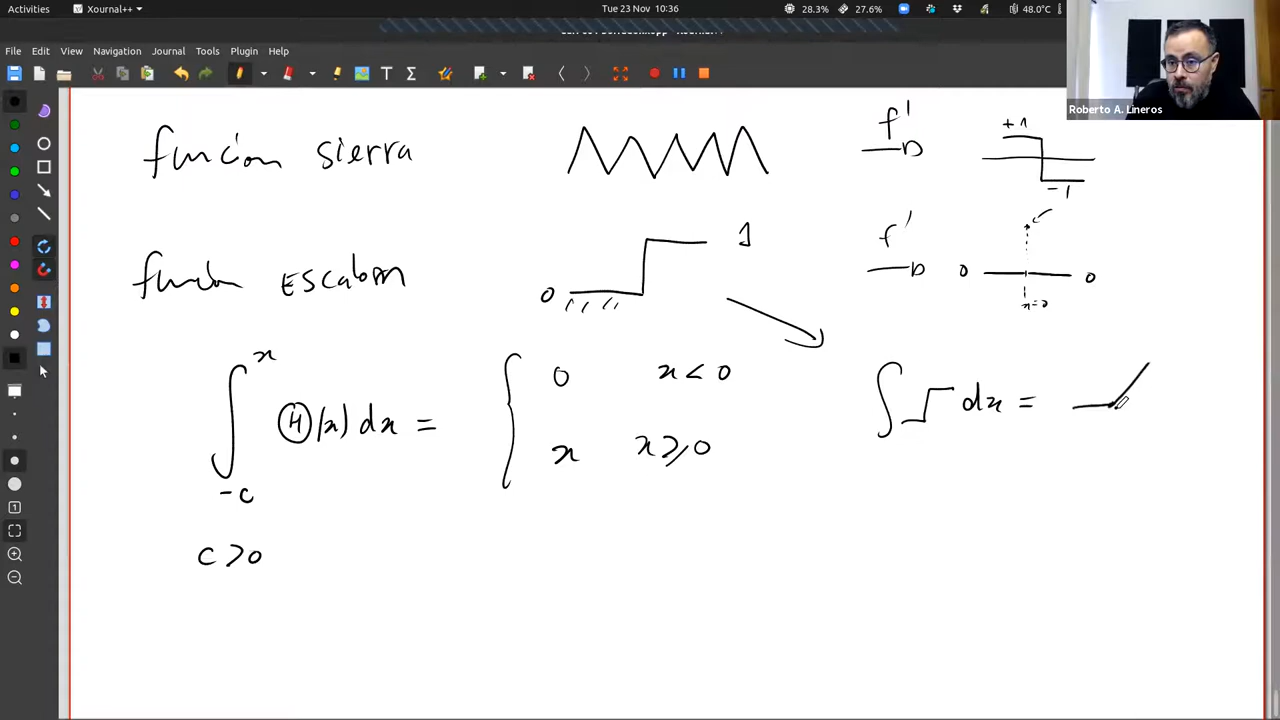 Activities Xournal++ Tue 23 Nov 10:36 28.3% 27.6% 48.0°C
File Edit View Navigation Journal Tools Plugin Help
Roberto A. Lineros
función sierra f' +1 -1
función Escalón 0 1 f' 0 0 x=0
∫_{-c}^{x} Θ(x) dx = { 0 x < 0
x x ⩾ 0
∫ dx =
c > 0